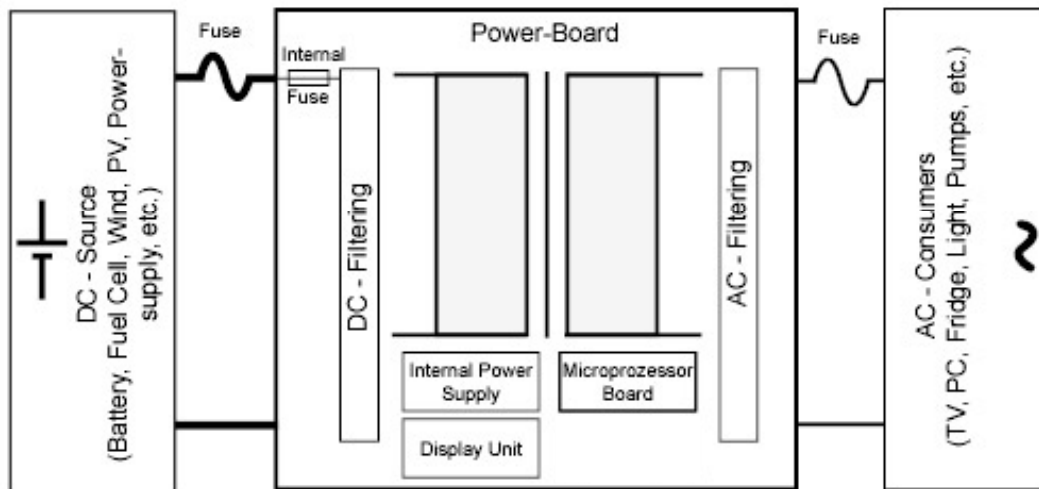 Fuse
Power-Board
Fuse
Internal
Fuse
DC - Source
(Battery, Fuel Cell, Wind, PV, Power-
supply, etc.)
DC - Filtering
AC - Filtering
AC - Consumers
(TV, PC, Fridge, Light, Pumps, etc.)
Internal Power
Supply
Microprozessor
Board
Display Unit